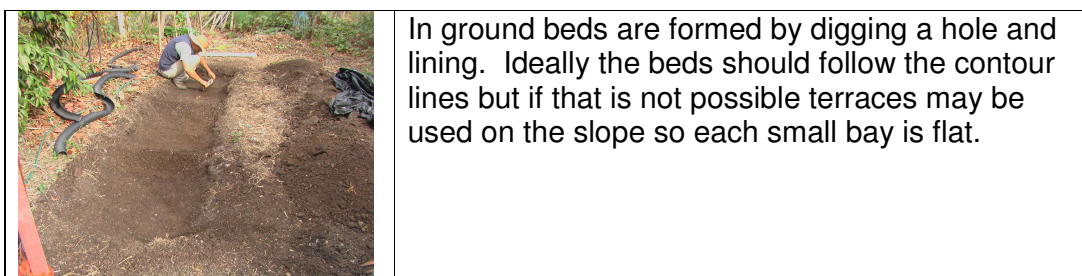 In ground beds are formed by digging a hole and
lining.  Ideally the beds should follow the contour
lines but if that is not possible terraces may be
used on the slope so each small bay is flat.